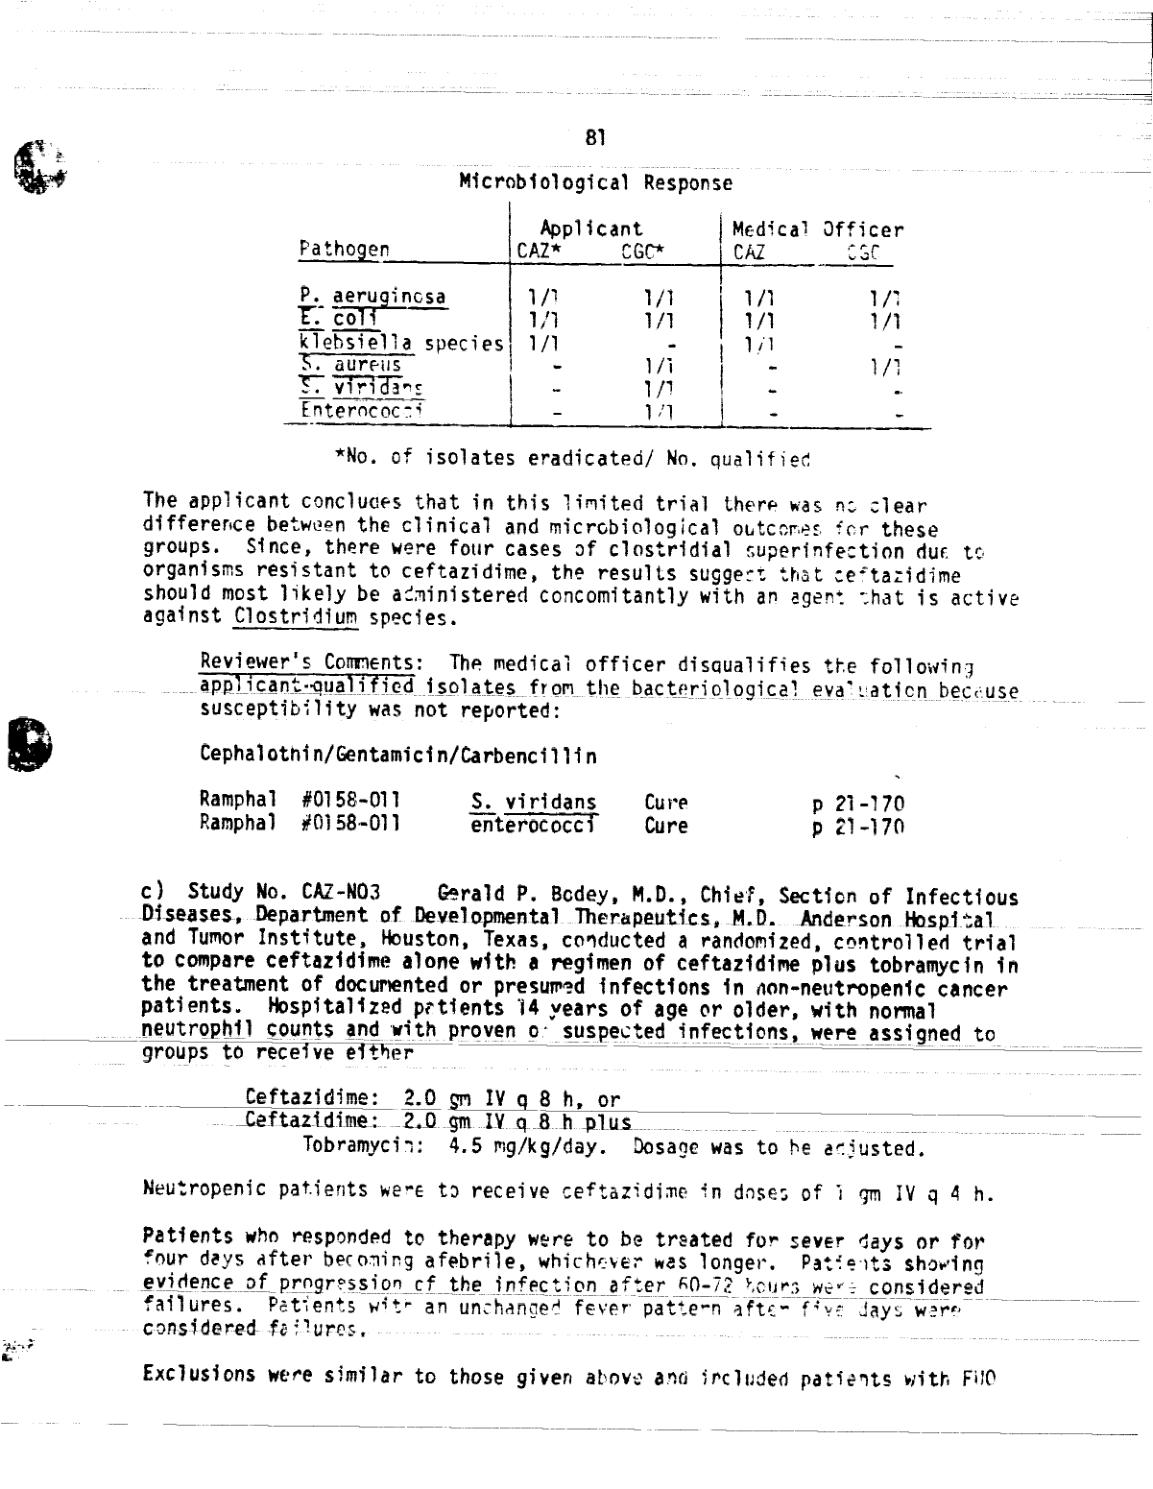 81
Microbiological Response
Applicant Medical Officer
Pathogen CAZ* CGC* CAZ CGC
P. aeruginosa 1/1 1/1 1/1 1/1
E. coli 1/1 1/1 1/1 1/1
klebsiella species 1/1 - 1/1 -
S. aureus - 1/1 - 1/1
S. viridans - 1/1 - -
Enterococci - 1/1 - -
*No. of isolates eradicated/ No. qualified
The applicant concludes that in this limited trial there was no clear
difference between the clinical and microbiological outcomes for these
groups. Since, there were four cases of clostridial superinfection due to
organisms resistant to ceftazidime, the results suggest that ceftazidime
should most likely be administered concomitantly with an agent that is active
against Clostridium species.
Reviewer's Comments: The medical officer disqualifies the following
applicant-qualified isolates from the bacteriological evaluation because
susceptibility was not reported:
Cephalothin/Gentamicin/Carbencillin
Ramphal #0158-011 S. viridans Cure p 21-170
Ramphal #0158-011 enterococci Cure p 21-170
c) Study No. CAZ-N03 Gerald P. Bodey, M.D., Chief, Section of Infectious
Diseases, Department of Developmental Therapeutics, M.D. Anderson Hospital
and Tumor Institute, Houston, Texas, conducted a randomized, controlled trial
to compare ceftazidime alone with a regimen of ceftazidime plus tobramycin in
the treatment of documented or presumed infections in non-neutropenic cancer
patients. Hospitalized patients 14 years of age or older, with normal
neutrophil counts and with proven or suspected infections, were assigned to
groups to receive either
Ceftazidime: 2.0 gm IV q 8 h, or
Ceftazidime: 2.0 gm IV q 8 h plus
Tobramycin: 4.5 mg/kg/day. Dosage was to be adjusted.
Neutropenic patients were to receive ceftazidime in doses of 1 gm IV q 4 h.
Patients who responded to therapy were to be treated for sever days or for
four days after becoming afebrile, whichever was longer. Patients showing
evidence of progression of the infection after 60-72 hours were considered
failures. Patients with an unchanged fever pattern after five days were
considered failures.
Exclusions were similar to those given above and included patients with FUO